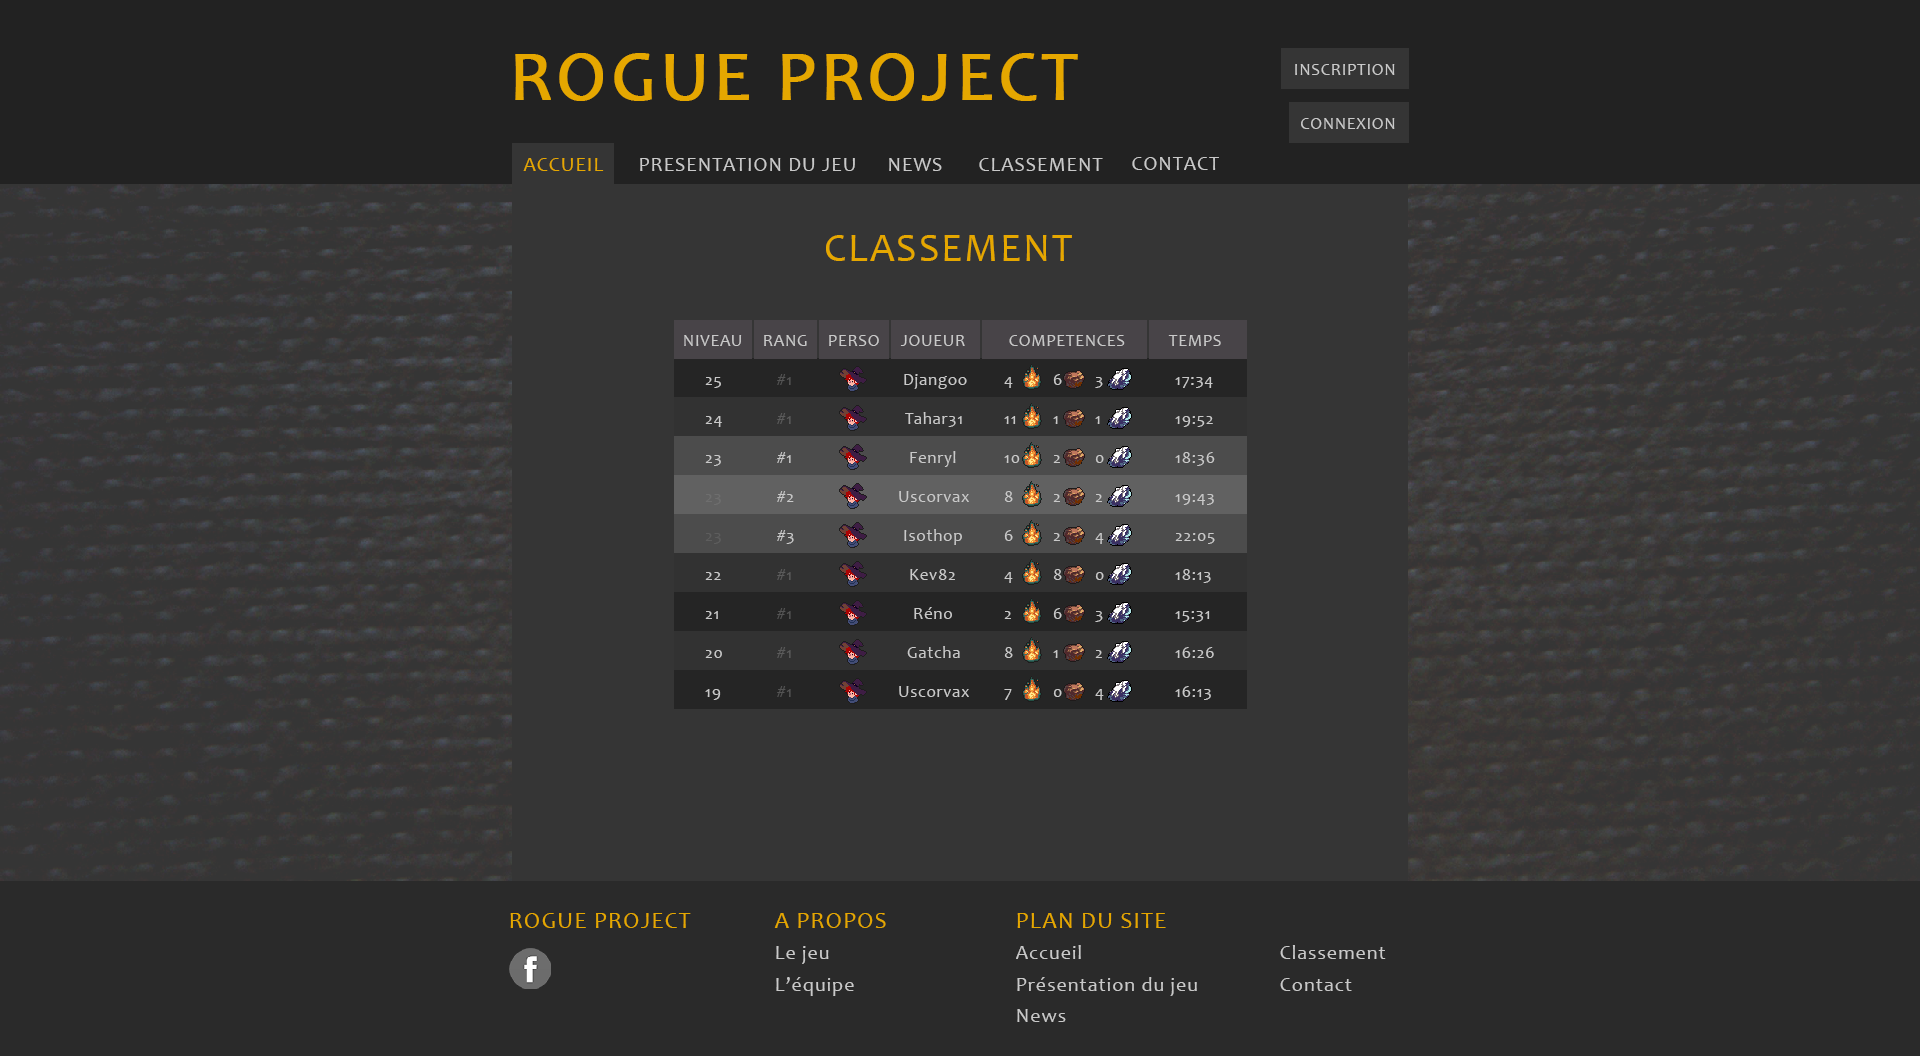 ROGUE PROJECT
INSCRIPTION
CONNEXION
ACCUEIL PRESENTATION DU JEU NEWS CLASSEMENT CONTACT
CLASSEMENT
NIVEAU RANG PERSO JOUEUR COMPETENCES TEMPS
25 #1 Djangoo 4 6 3 17:34
24 #1 Tahar31 11 1 1 19:52
23 #1 Fenryl 10 2 0 18:36
23 #2 Uscorvax 8 2 2 19:43
23 #3 Isothop 6 2 4 22:05
22 #1 Kev82 4 8 0 18:13
21 #1 Réno 2 6 3 15:31
20 #1 Gatcha 8 1 2 16:26
19 #1 Uscorvax 7 0 4 16:13
ROGUE PROJECT A PROPOS PLAN DU SITE
Le jeu Accueil Classement
L’équipe Présentation du jeu Contact
News